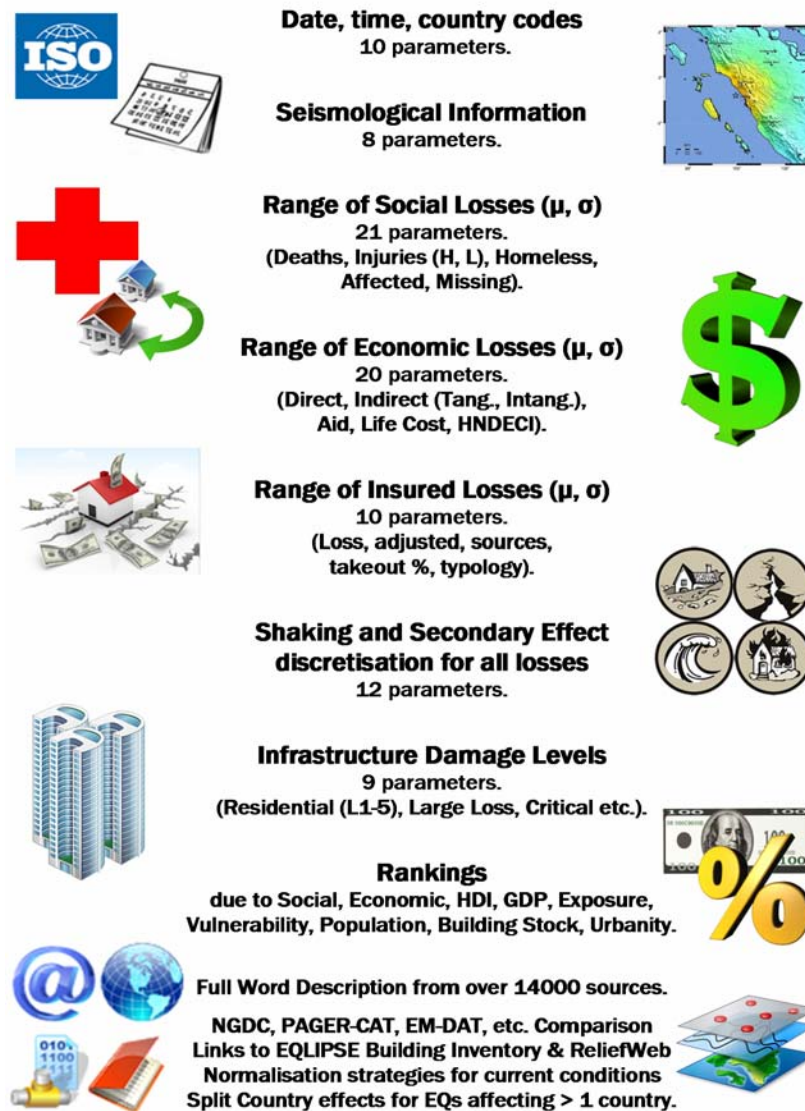 ISO
Date, time, country codes
10 parameters.
Seismological Information
8 parameters.
Range of Social Losses (μ, σ)
21 parameters.
(Deaths, Injuries (H, L), Homeless,
Affected, Missing).
Range of Economic Losses (μ, σ)
20 parameters.
(Direct, Indirect (Tang., Intang.),
Aid, Life Cost, HNDECI).
$
Range of Insured Losses (μ, σ)
10 parameters.
(Loss, adjusted, sources,
takeout %, typology).
Shaking and Secondary Effect
discretisation for all losses
12 parameters.
Infrastructure Damage Levels
9 parameters.
(Residential (L1-5), Large Loss, Critical etc.).
100
100
100
%
Rankings
due to Social, Economic, HDI, GDP, Exposure,
Vulnerability, Population, Building Stock, Urbanity.
@
Full Word Description from over 14000 sources.
010
1100
NGDC, PAGER-CAT, EM-DAT, etc. Comparison
Links to EQLIPSE Building Inventory & ReliefWeb
Normalisation strategies for current conditions
Split Country effects for EQs affecting > 1 country.